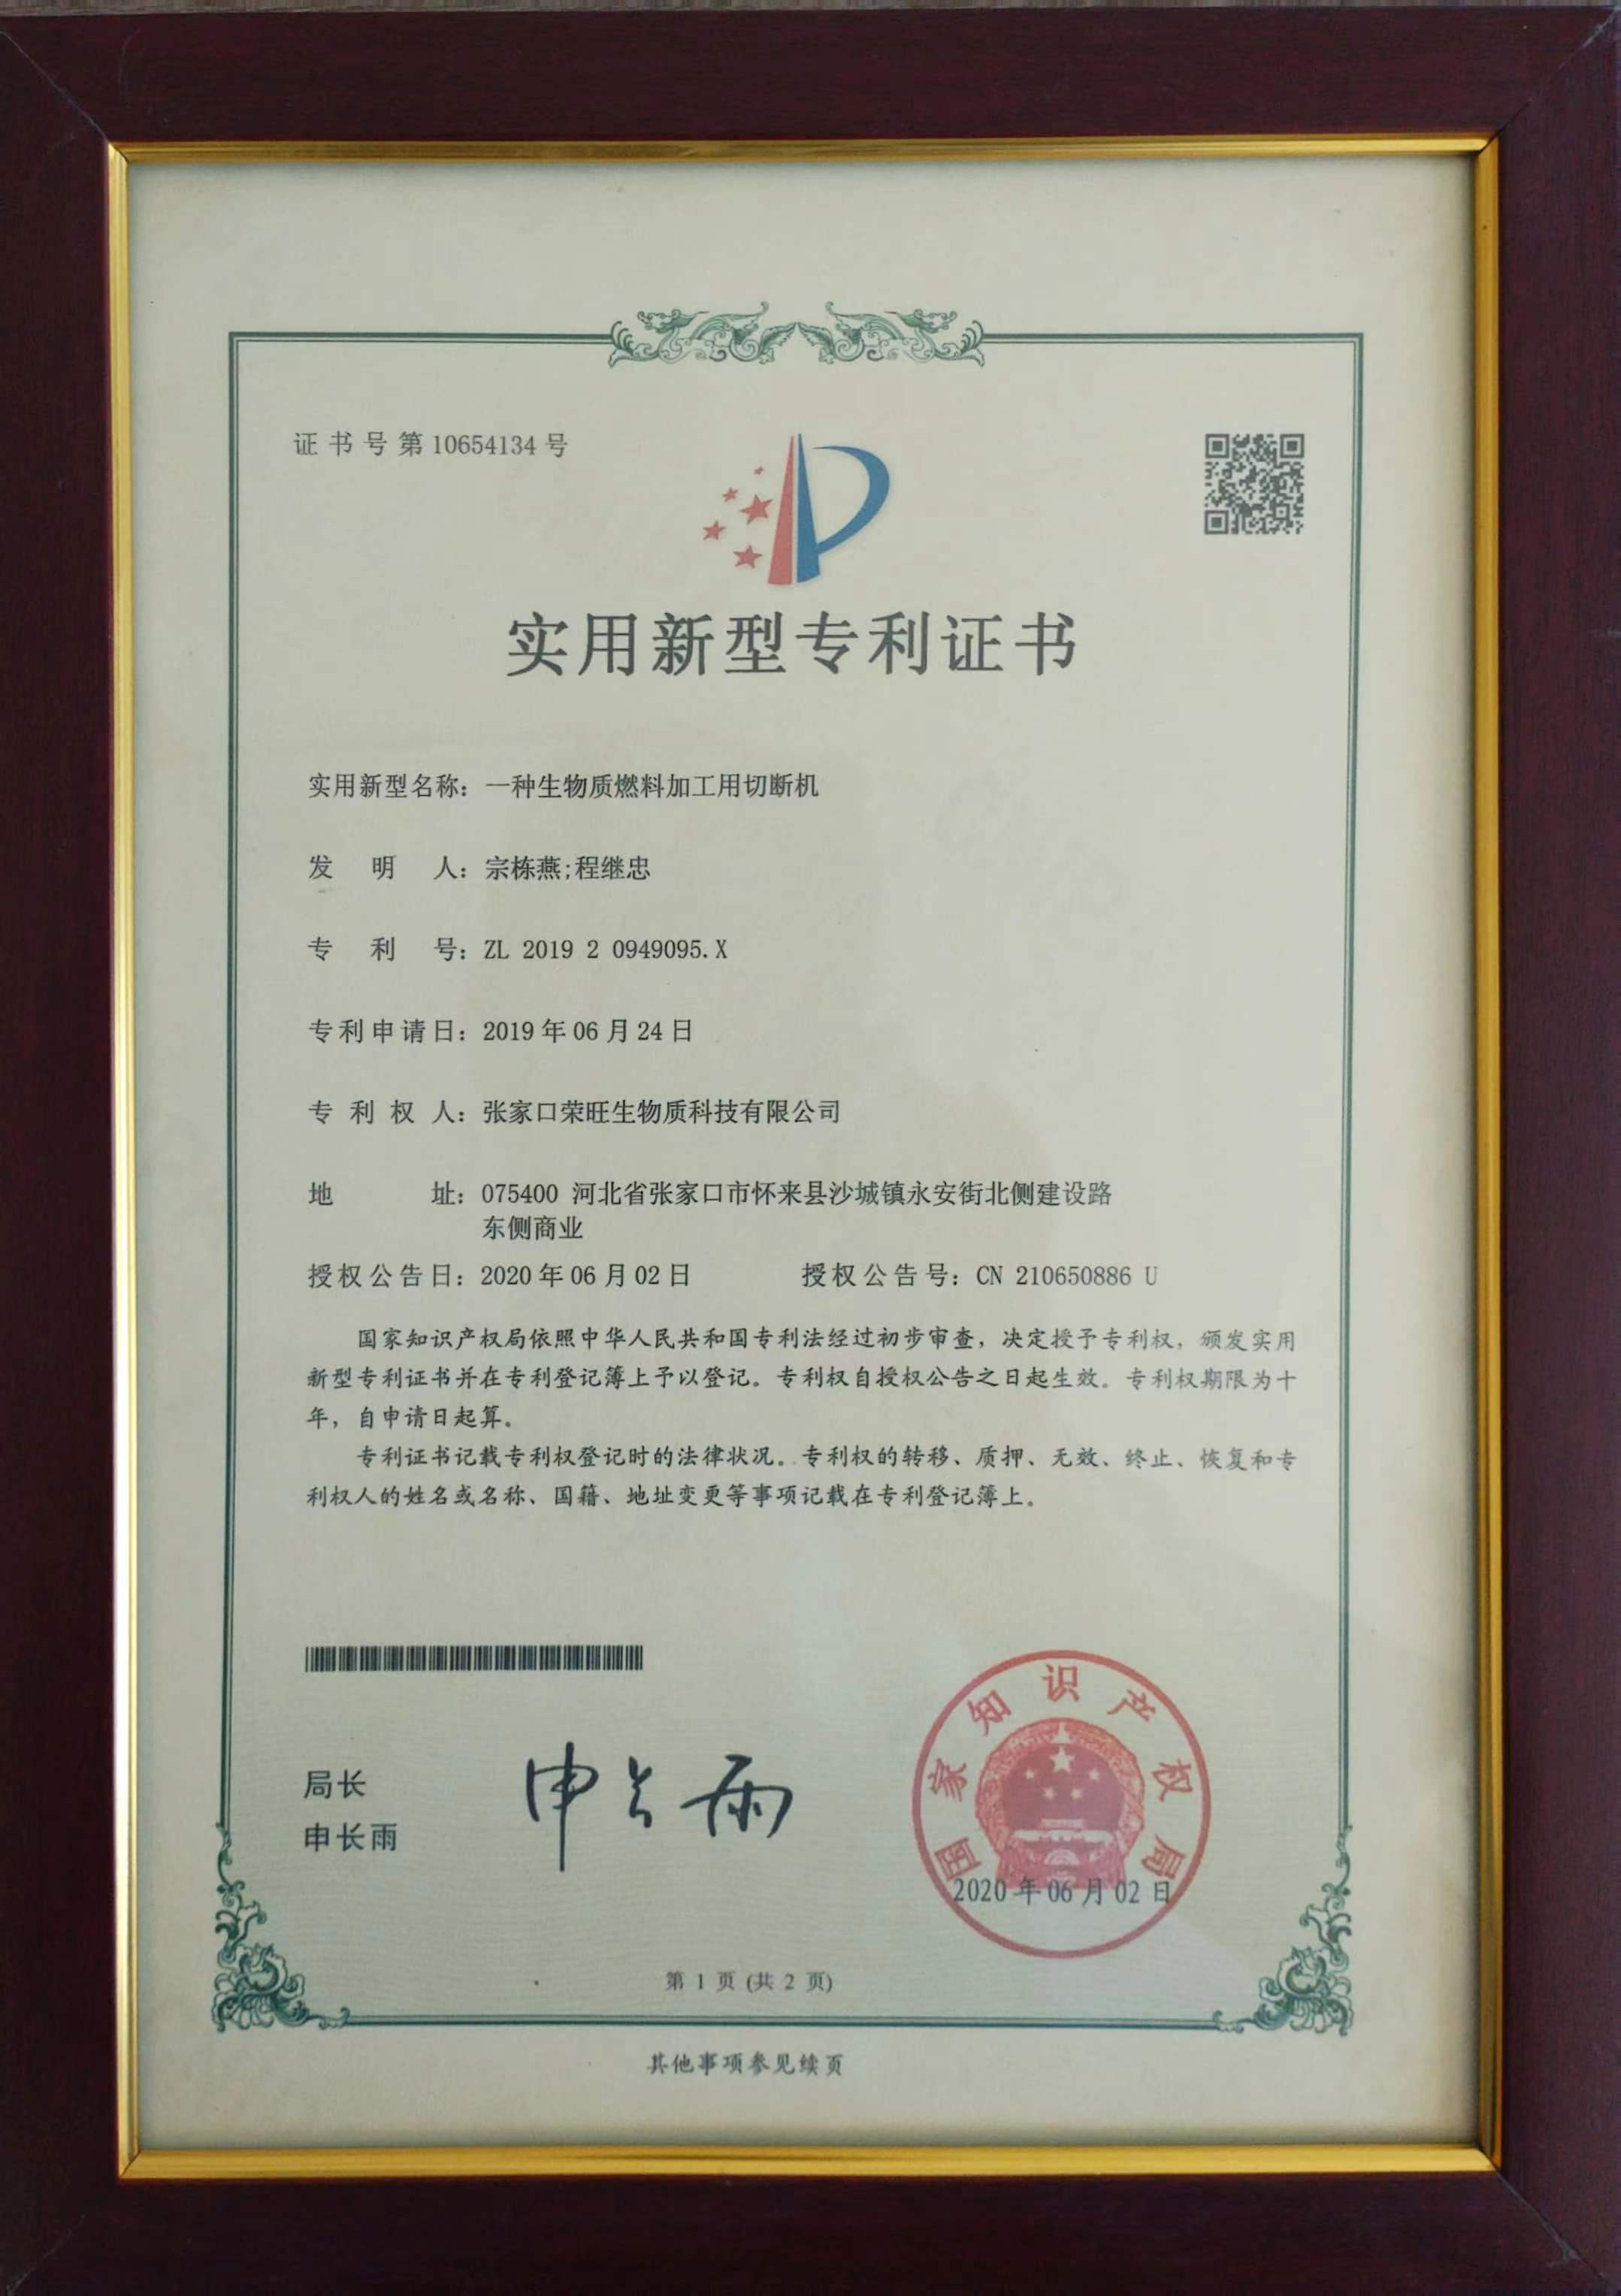 证书号第10654134号
实用新型专利证书
实用新型名称：一种生物质燃料加工用切断机
发明人：宗栋燕;程继忠
专利号：ZL 2019 2 0949095.X
专利申请日：2019年06月24日
专利权人：张家口荣旺生物质科技有限公司
地址：075400 河北省张家口市怀来县沙城镇永安街北侧建设路
东侧商业
授权公告日：2020年06月02日 授权公告号：CN 210650886 U
国家知识产权局依照中华人民共和国专利法经过初步审查，决定授予专利权，颁发实用
新型专利证书并在专利登记簿上予以登记。专利权自授权公告之日起生效。专利权期限为十
年，自申请日起算。
专利证书记载专利权登记时的法律状况。专利权的转移、质押、无效、终止、恢复和专
利权人的姓名或名称、国籍、地址变更等事项记载在专利登记簿上。
局长
申长雨
申长雨
国家知识产权局
2020年06月02日
第 1 页 (共 2 页)
其他事项参见续页